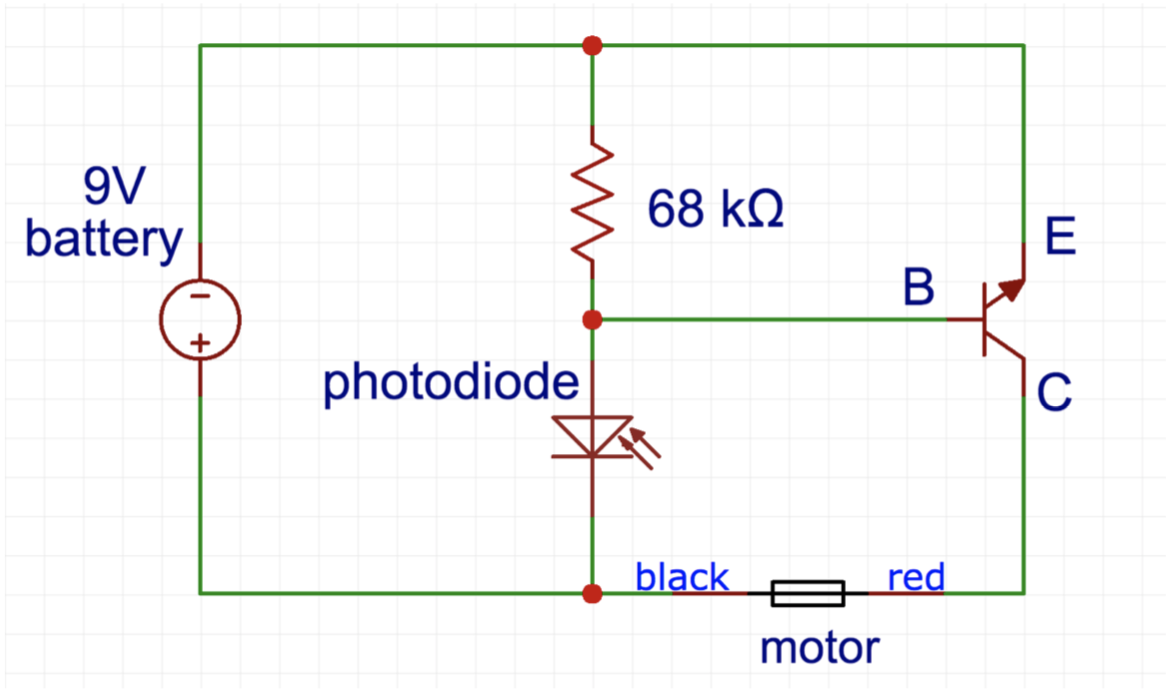 9V
battery
−
+
68 kΩ
E
B
C
photodiode
black
red
motor